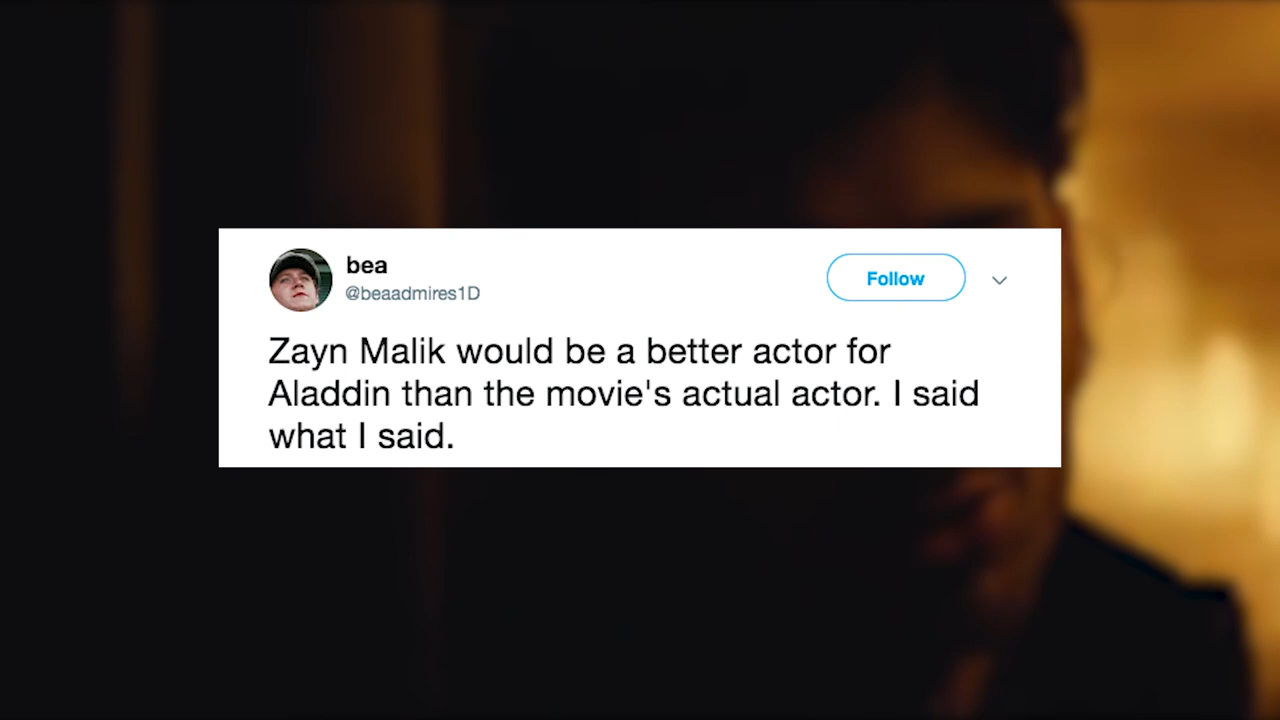 bea
@beaadmires1D
Follow
Zayn Malik would be a better actor for
Aladdin than the movie's actual actor. I said
what I said.